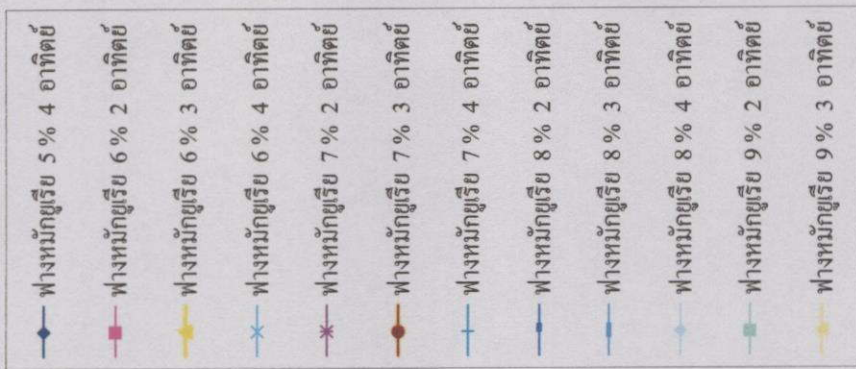 ฟางหมักยูเรีย 5 % 4 อาทิตย์
ฟางหมักยูเรีย 6 % 2 อาทิตย์
ฟางหมักยูเรีย 6 % 3 อาทิตย์
ฟางหมักยูเรีย 6 % 4 อาทิตย์
ฟางหมักยูเรีย 7 % 2 อาทิตย์
ฟางหมักยูเรีย 7 % 3 อาทิตย์
ฟางหมักยูเรีย 7 % 4 อาทิตย์
ฟางหมักยูเรีย 8 % 2 อาทิตย์
ฟางหมักยูเรีย 8 % 3 อาทิตย์
ฟางหมักยูเรีย 8 % 4 อาทิตย์
ฟางหมักยูเรีย 9 % 2 อาทิตย์
ฟางหมักยูเรีย 9 % 3 อาทิตย์